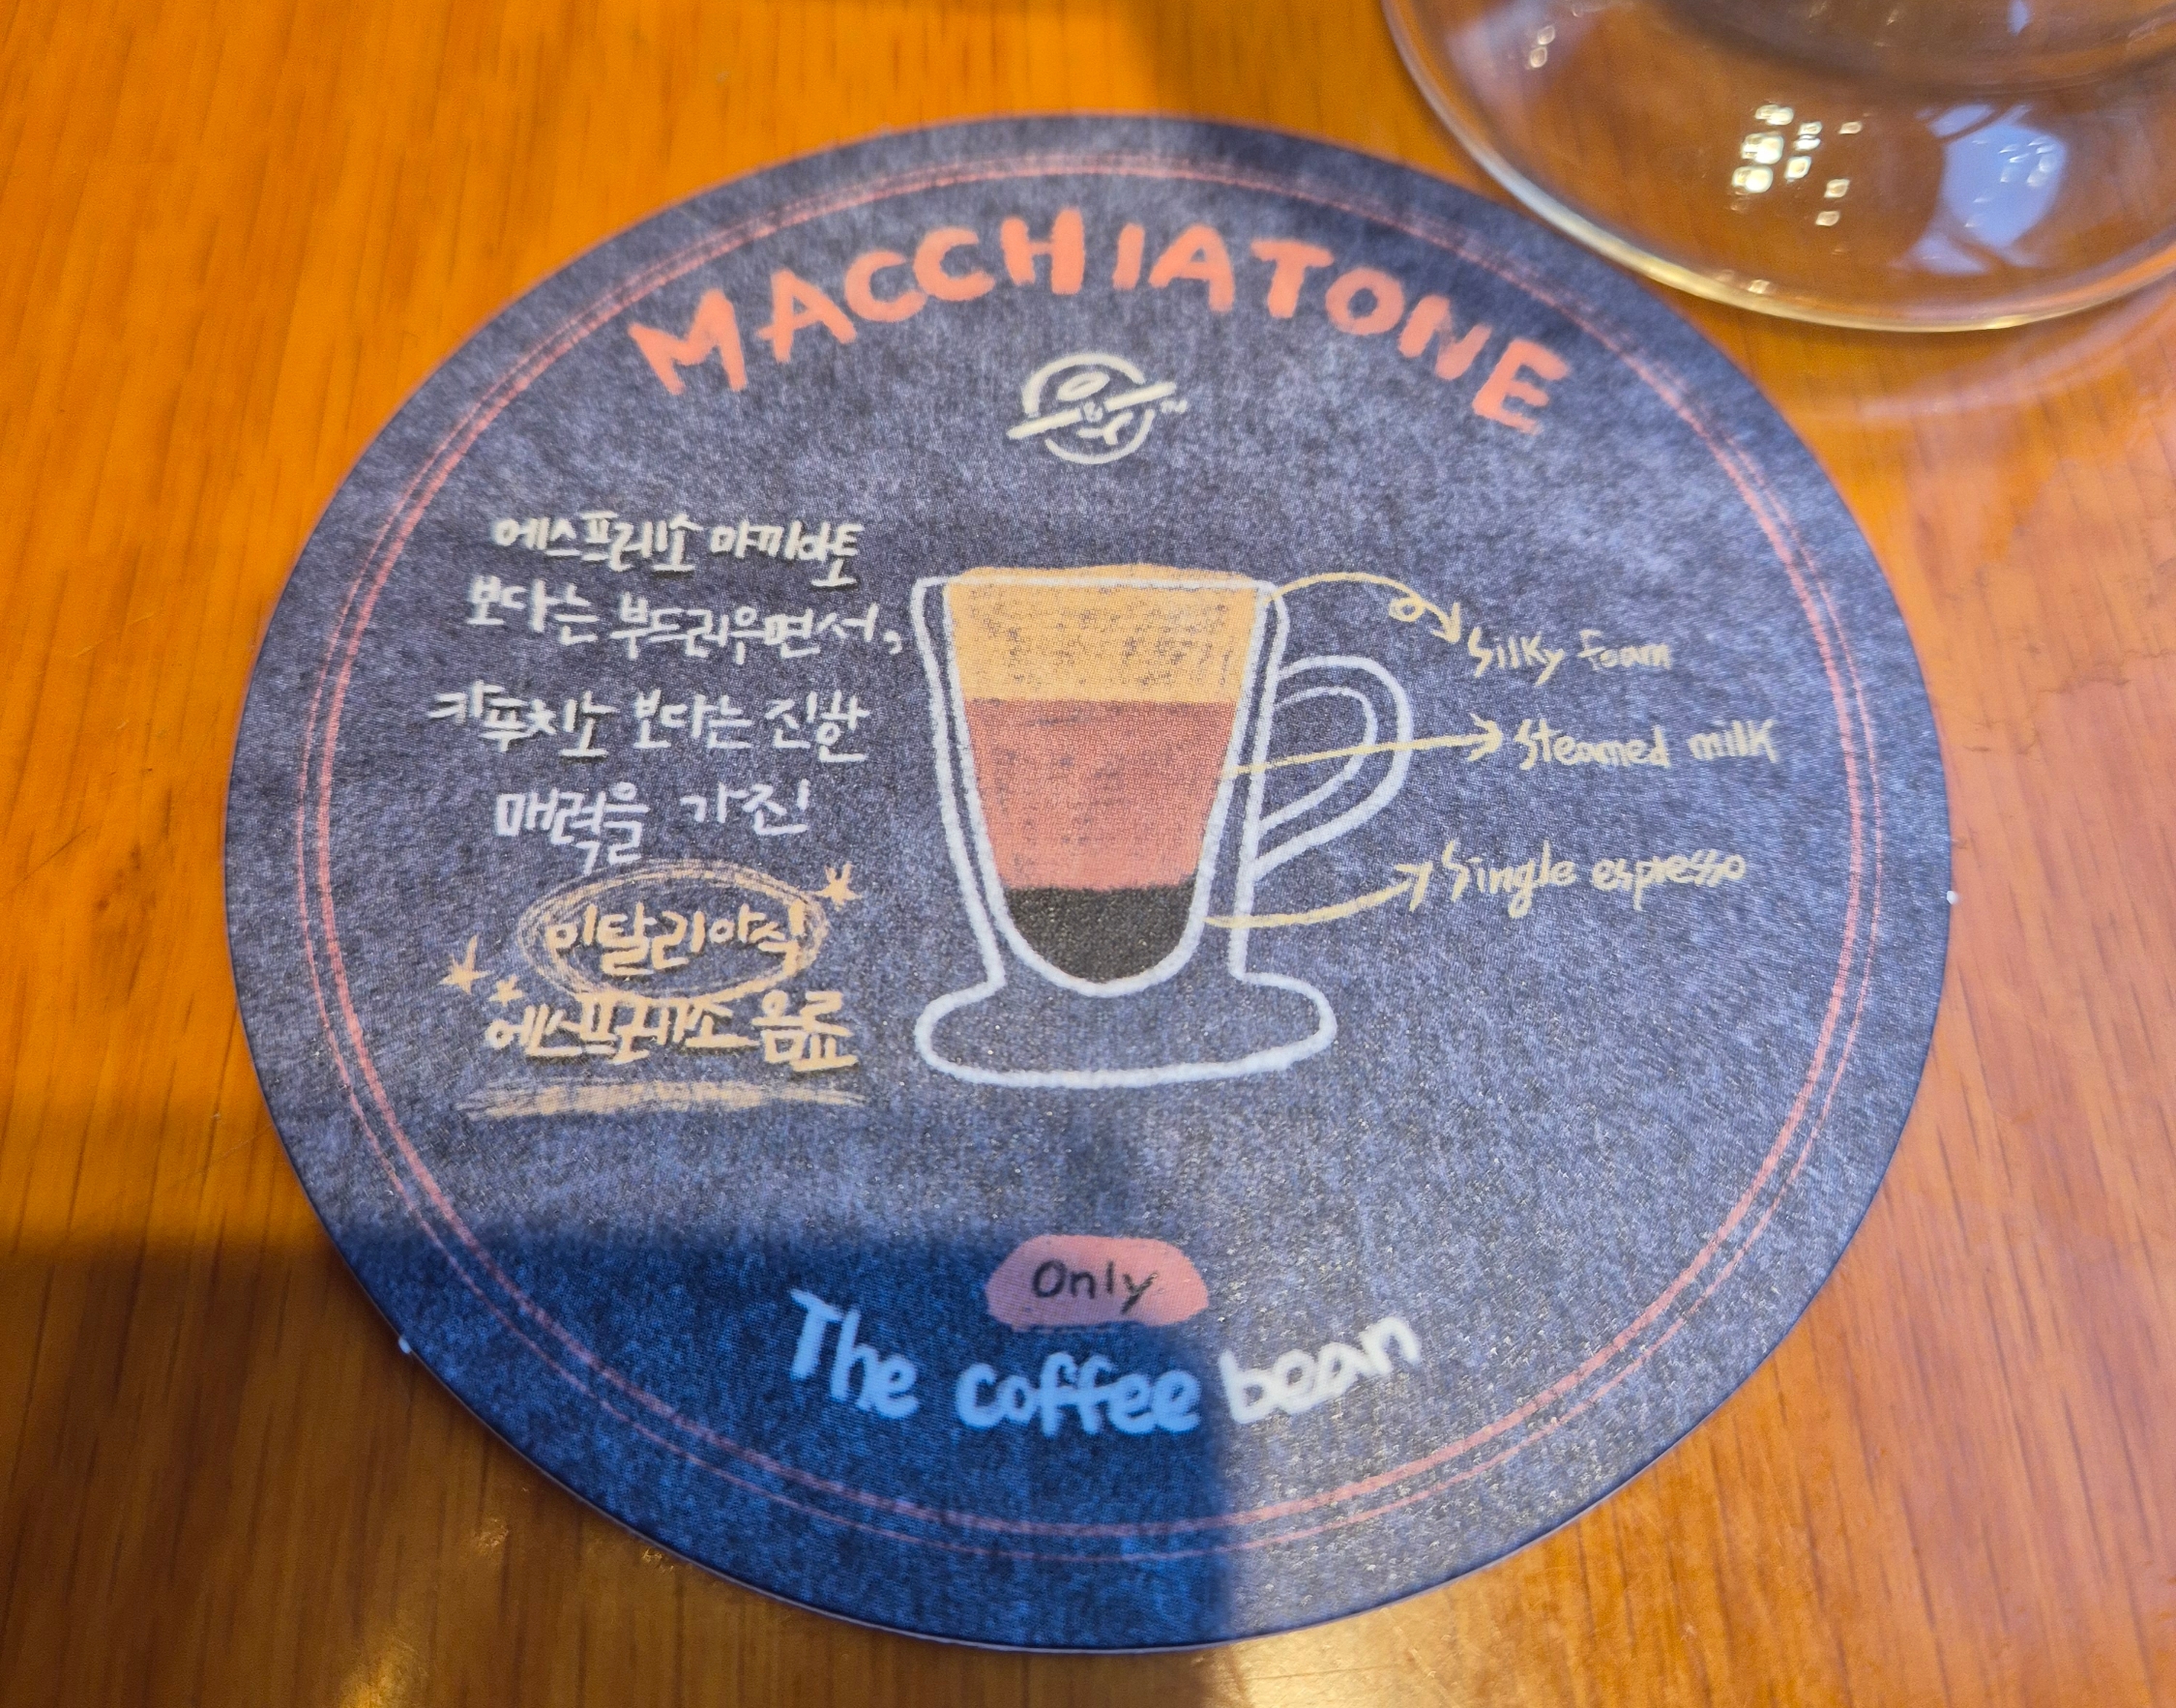 MACCHIATONE
에스프레소 마끼아또
보다는 부드러우면서,
카푸치노 보다는 진한
매력을 가진
이탈리아식
에스프레소 음료
Silky foam
Steamed milk
Single espresso
Only
The coffee bean